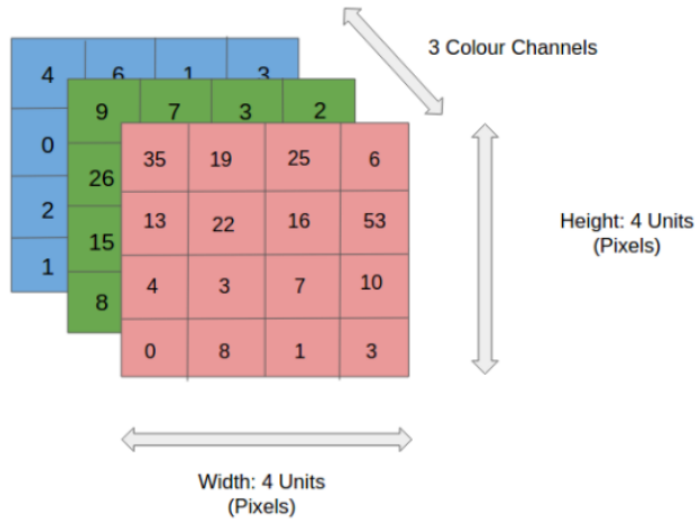 3 Colour Channels
4 6 1 3
9 7 3 2
35 19 25 6
0
26
13 22 16 53
Height: 4 Units
(Pixels)
2
15
4 3 7 10
1
8
0 8 1 3
Width: 4 Units
(Pixels)